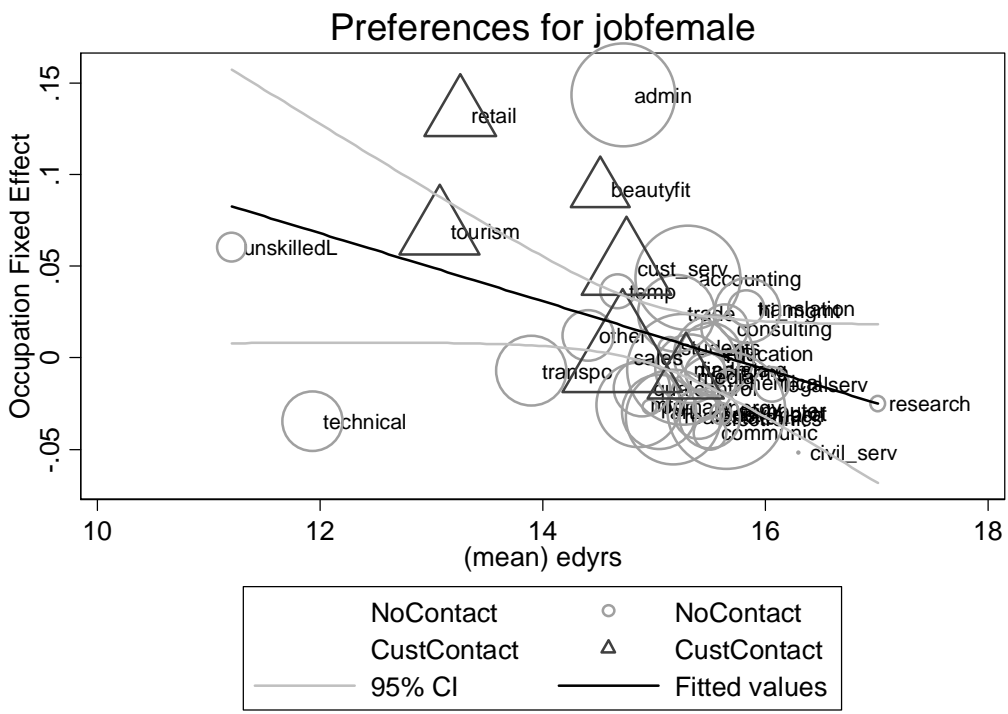 Preferences for jobfemale
Occupation Fixed Effect
.15
.1
.05
0
-.05
admin
retail
beautyfit
tourism
unskilledL
cust_serv
accounting
temp
translation
trade
hr_mgmt
consulting
other
sales
transpo
media
legalserv
research
technical
communic
civil_serv
10
12
14
16
18
(mean) edyrs
NoContact
NoContact
CustContact
CustContact
95% CI
Fitted values